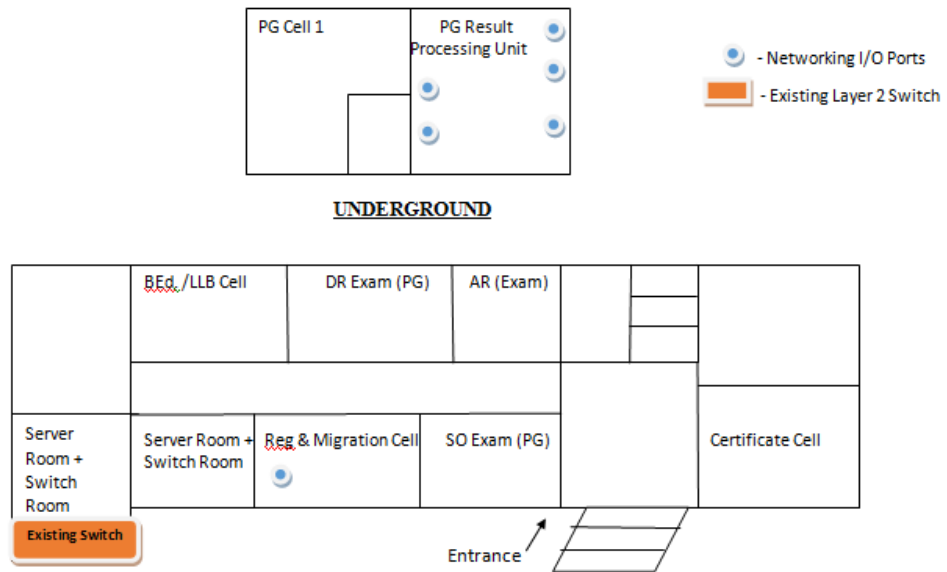 PG Cell 1
PG Result
Processing Unit
- Networking I/O Ports
- Existing Layer 2 Switch
UNDERGROUND
BEd,/LLB Cell
DR Exam (PG)
AR (Exam)
Server
Room +
Switch
Room
Server Room +
Switch Room
Reg & Migration Cell
SO Exam (PG)
Certificate Cell
Existing Switch
Entrance